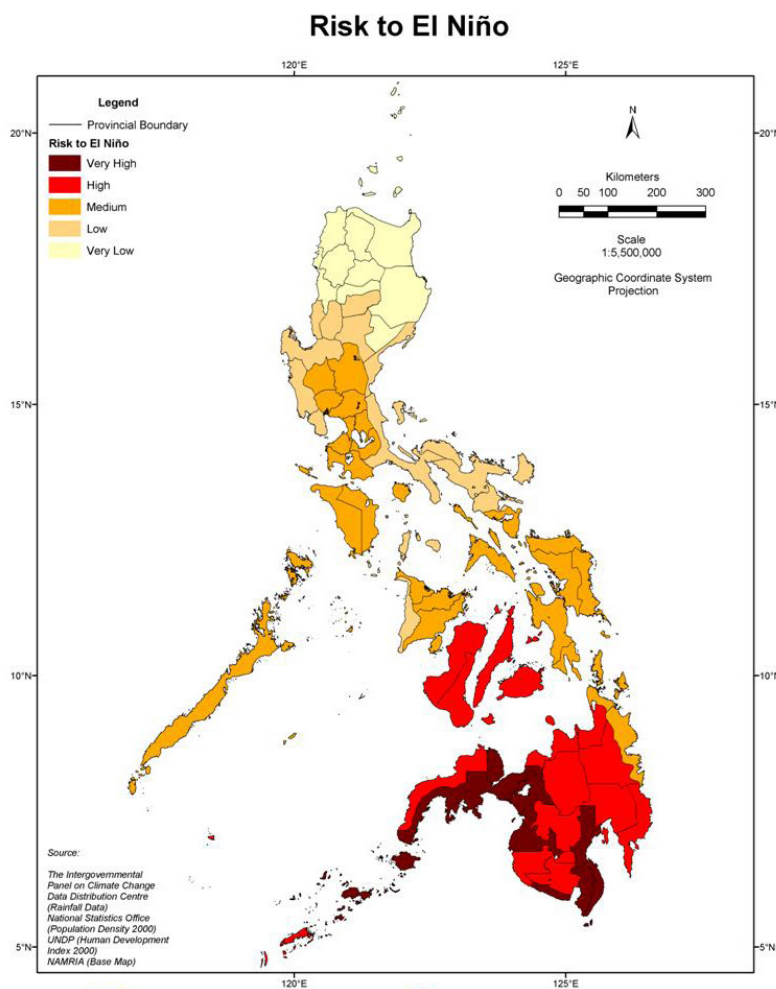 Risk to El Niño
120°E
125°E
Legend
Provincial Boundary
Risk to El Niño
Very High
High
Medium
Low
Very Low
N
Kilometers
0 50 100 200 300
Scale
1:5,500,000
Geographic Coordinate System
Projection
20°N
20°N
15°N
15°N
10°N
10°N
5°N
5°N
Source:
The Intergovernmental
Panel on Climate Change
Data Distribution Centre
(Rainfall Data)
National Statistics Office
(Population Density 2000)
UNDP (Human Development
Index 2000)
NAMRIA (Base Map)
120°E
125°E